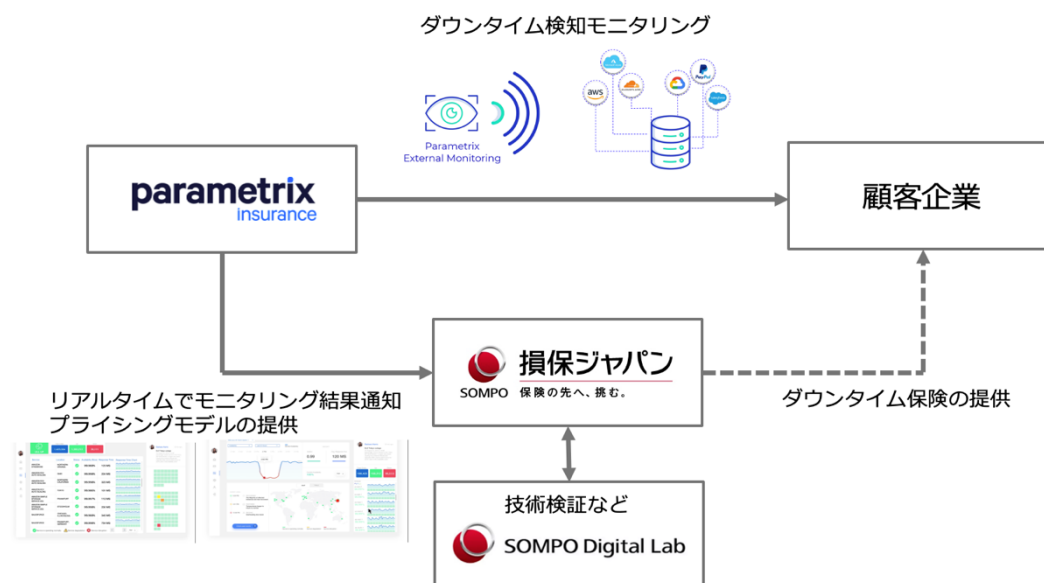 ダウンタイム検知モニタリング
aws
PayPal
salesforce
Parametrix
External Monitoring
parametrix
insurance
顧客企業
SOMPO
損保ジャパン
保険の先へ、挑む。
リアルタイムでモニタリング結果通知
プライシングモデルの提供
ダウンタイム保険の提供
技術検証など
SOMPO Digital Lab